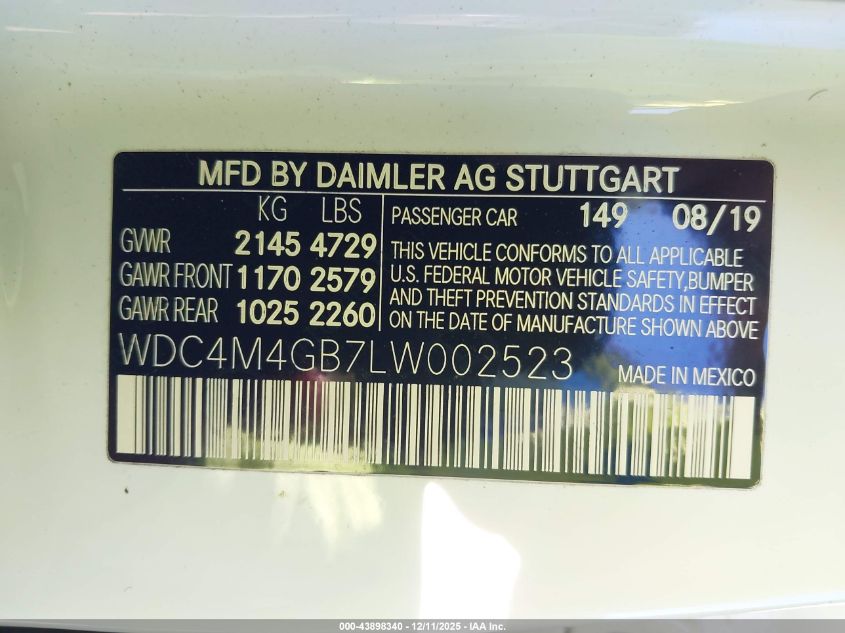 MFD BY DAIMLER AG STUTTGART
KG LBS
GVWR 2145 4729
GAWR FRONT 1170 2579
GAWR REAR 1025 2260
PASSENGER CAR 149 08/19
THIS VEHICLE CONFORMS TO ALL APPLICABLE
U.S. FEDERAL MOTOR VEHICLE SAFETY,BUMPER
AND THEFT PREVENTION STANDARDS IN EFFECT
ON THE DATE OF MANUFACTURE SHOWN ABOVE
WDC4M4GB7LW002523
MADE IN MEXICO
000-43898340 - 12/11/2025 - IAA Inc.